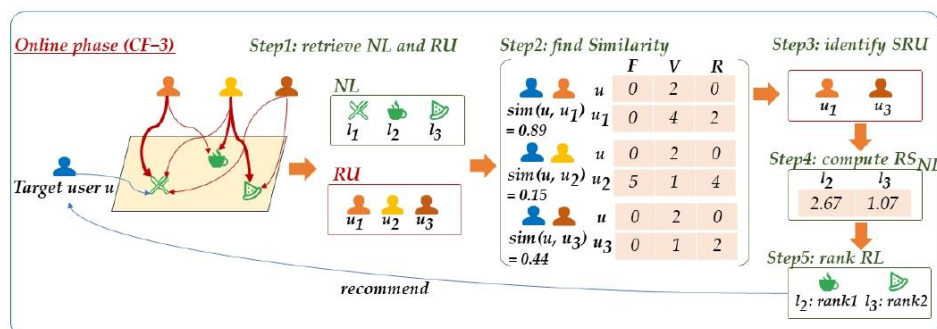 Online phase (CF-3)
Target user u
Step1: retrieve NL and RU
NL
l1 l2 l3
RU
u1 u2 u3
Step2: find Similarity
F V R
sim(u, u1)
= 0.89
u 0 2 0
u1 0 4 2
sim(u, u2)
= 0.15
u 0 2 0
u2 5 1 4
sim(u, u3)
= 0.44
u 0 2 0
u3 0 1 2
Step3: identify SRU
u1 u3
Step4: compute RSNL
l2 l3
2.67 1.07
Step5: rank RL
l2: rank1 l3: rank2
recommend